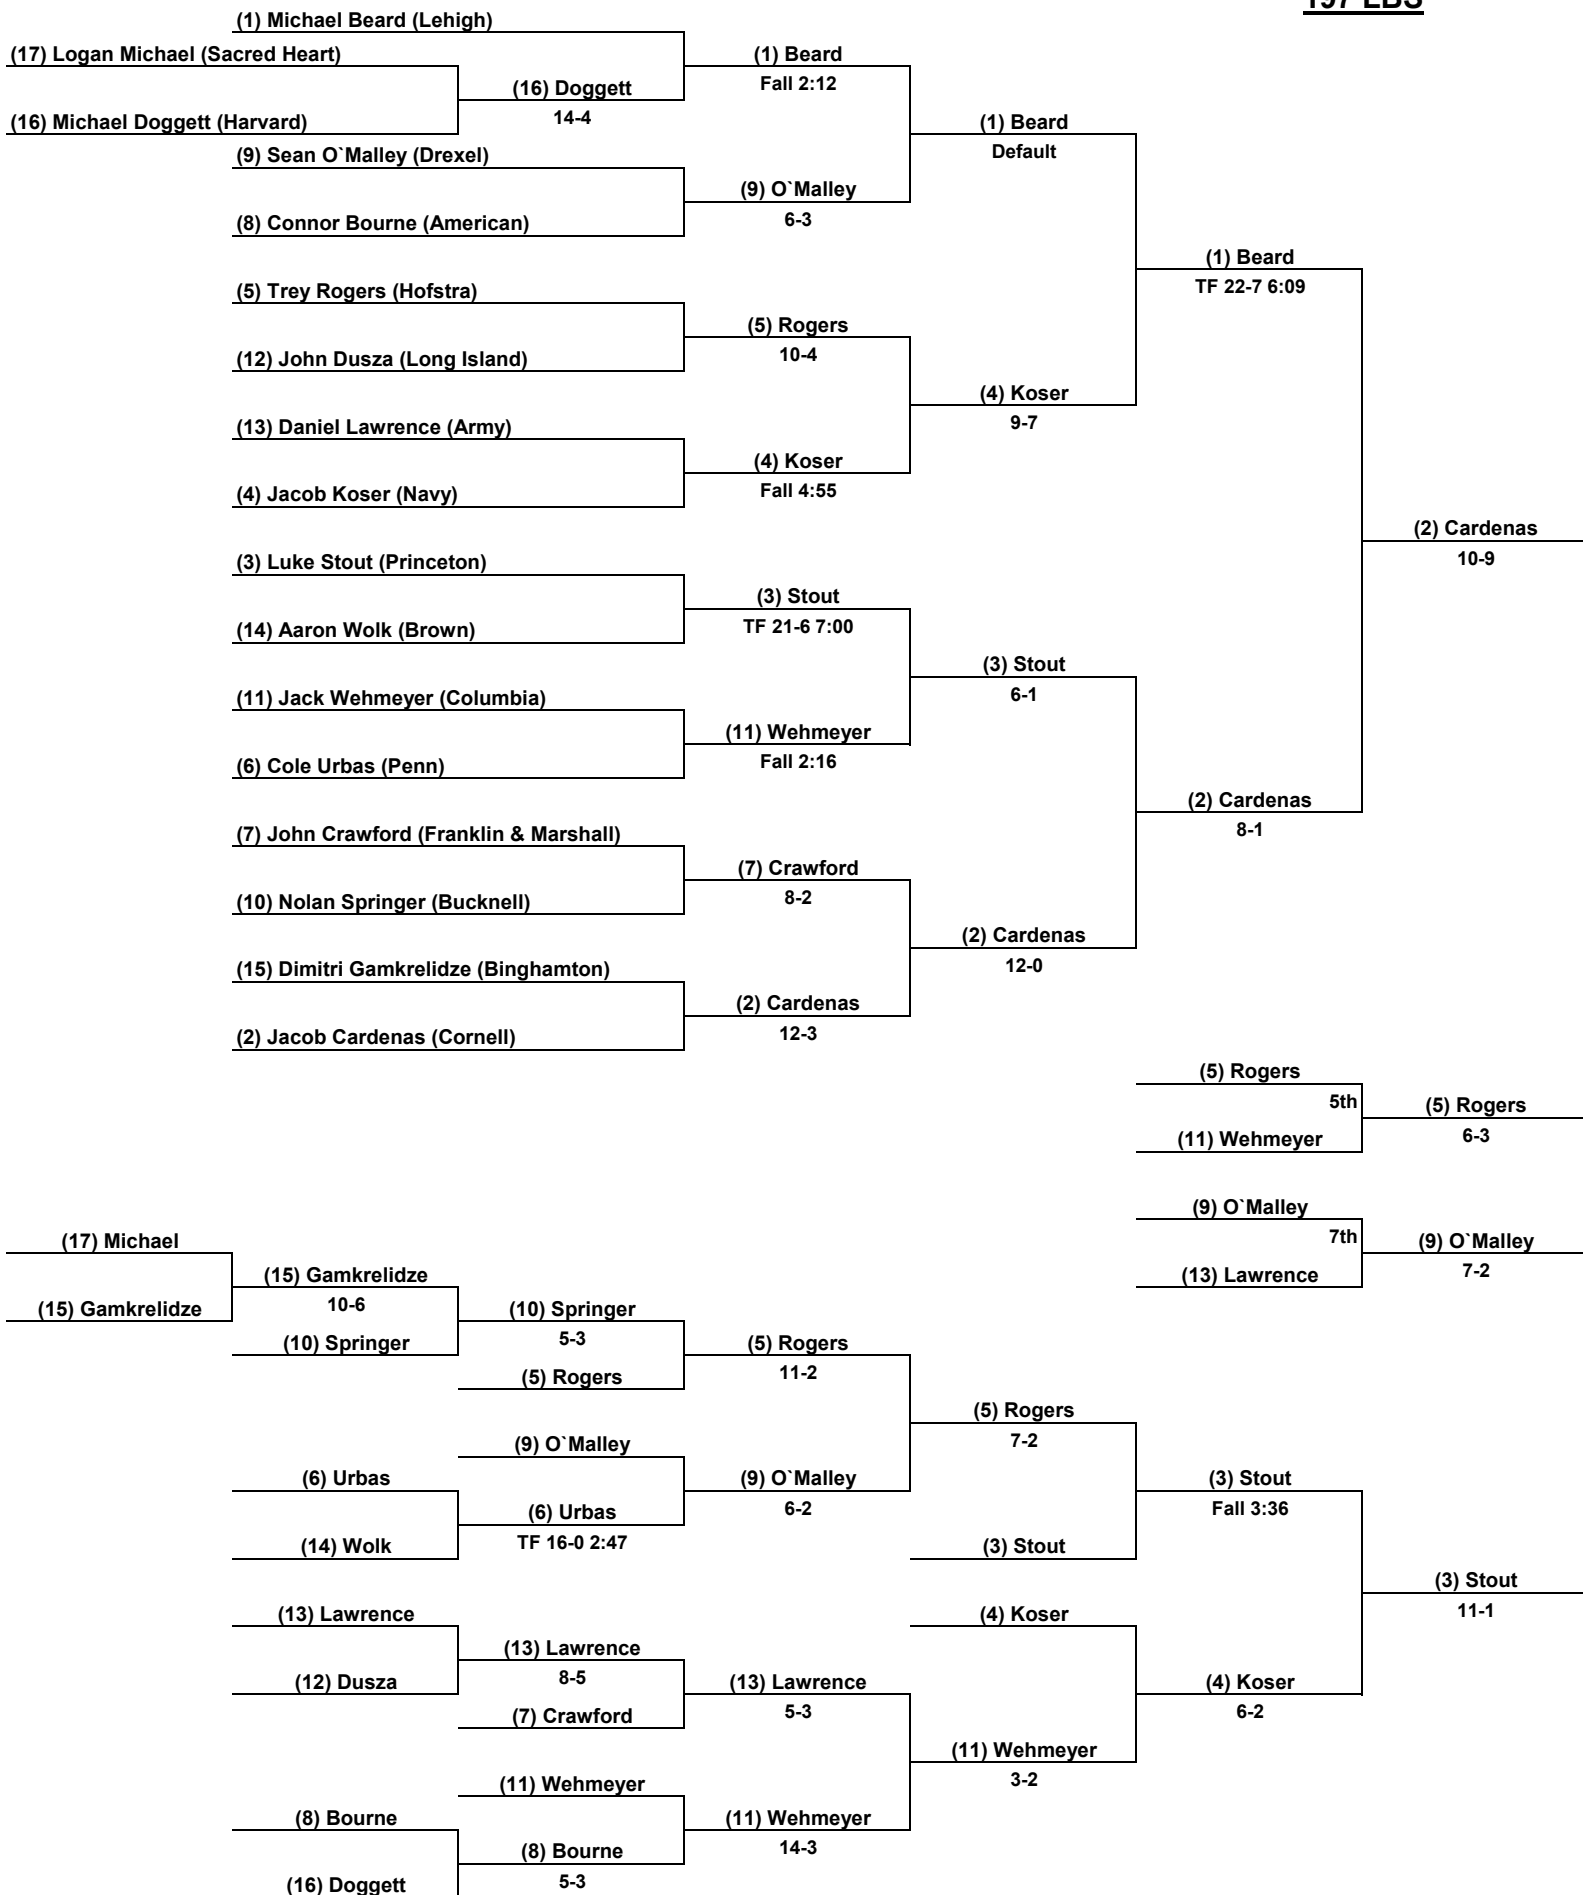 197 LBS
(1) Michael Beard (Lehigh)
(17) Logan Michael (Sacred Heart)
(1) Beard
Fall 2:12
(16) Doggett
14-4
(16) Michael Doggett (Harvard)
(1) Beard
Default
(9) Sean O`Malley (Drexel)
(9) O`Malley
6-3
(8) Connor Bourne (American)
(1) Beard
TF 22-7 6:09
(5) Trey Rogers (Hofstra)
(5) Rogers
10-4
(12) John Dusza (Long Island)
(4) Koser
9-7
(13) Daniel Lawrence (Army)
(4) Koser
Fall 4:55
(4) Jacob Koser (Navy)
(2) Cardenas
10-9
(3) Luke Stout (Princeton)
(3) Stout
TF 21-6 7:00
(14) Aaron Wolk (Brown)
(3) Stout
6-1
(11) Jack Wehmeyer (Columbia)
(11) Wehmeyer
Fall 2:16
(6) Cole Urbas (Penn)
(2) Cardenas
8-1
(7) John Crawford (Franklin & Marshall)
(7) Crawford
8-2
(10) Nolan Springer (Bucknell)
(2) Cardenas
12-0
(15) Dimitri Gamkrelidze (Binghamton)
(2) Cardenas
12-3
(2) Jacob Cardenas (Cornell)
(5) Rogers
5th
(5) Rogers
6-3
(11) Wehmeyer
(9) O`Malley
7th
(9) O`Malley
7-2
(13) Lawrence
(17) Michael
(15) Gamkrelidze
10-6
(15) Gamkrelidze
(10) Springer
5-3
(10) Springer
(5) Rogers
11-2
(5) Rogers
(5) Rogers
7-2
(9) O`Malley
(6) Urbas
(9) O`Malley
6-2
(3) Stout
Fall 3:36
(6) Urbas
TF 16-0 2:47
(14) Wolk
(3) Stout
(3) Stout
11-1
(13) Lawrence
(4) Koser
(13) Lawrence
8-5
(12) Dusza
(13) Lawrence
5-3
(4) Koser
6-2
(7) Crawford
(11) Wehmeyer
3-2
(11) Wehmeyer
(8) Bourne
(11) Wehmeyer
14-3
(8) Bourne
5-3
(16) Doggett